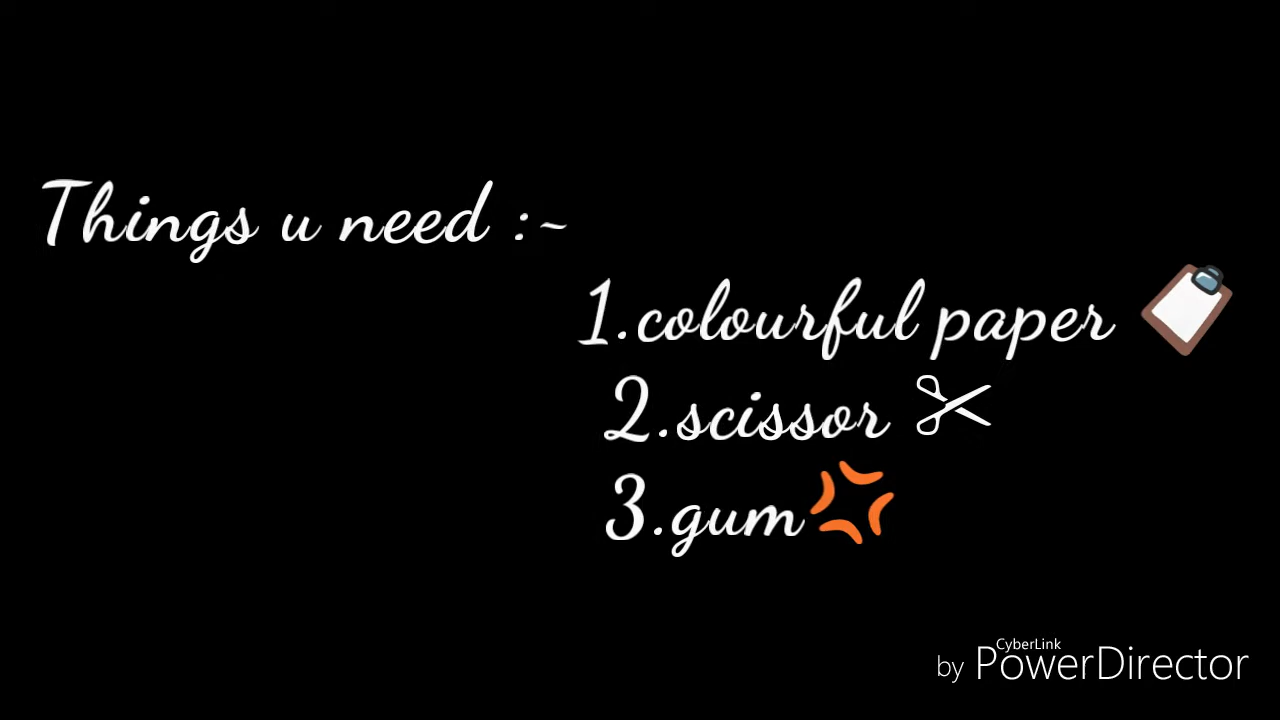 Things u need :~
1.colourful paper 📋
2.scissor ✂
3.gum💢
CyberLink
by PowerDirector